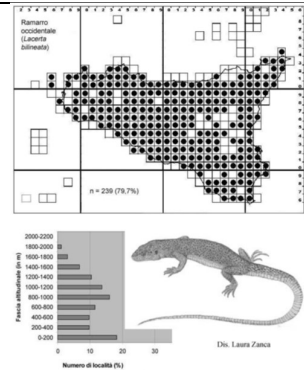 Ramarro
occidentale
(Lacerta
bilineata)
n = 239 (79,7%)
Fascia altitudinale (in m)
2000-2200
1800-2000
1600-1800
1400-1600
1200-1400
1000-1200
800-1000
600-800
400-600
200-400
0-200
0 10 20 30
Numero di località (%)
Dis. Laura Zanca